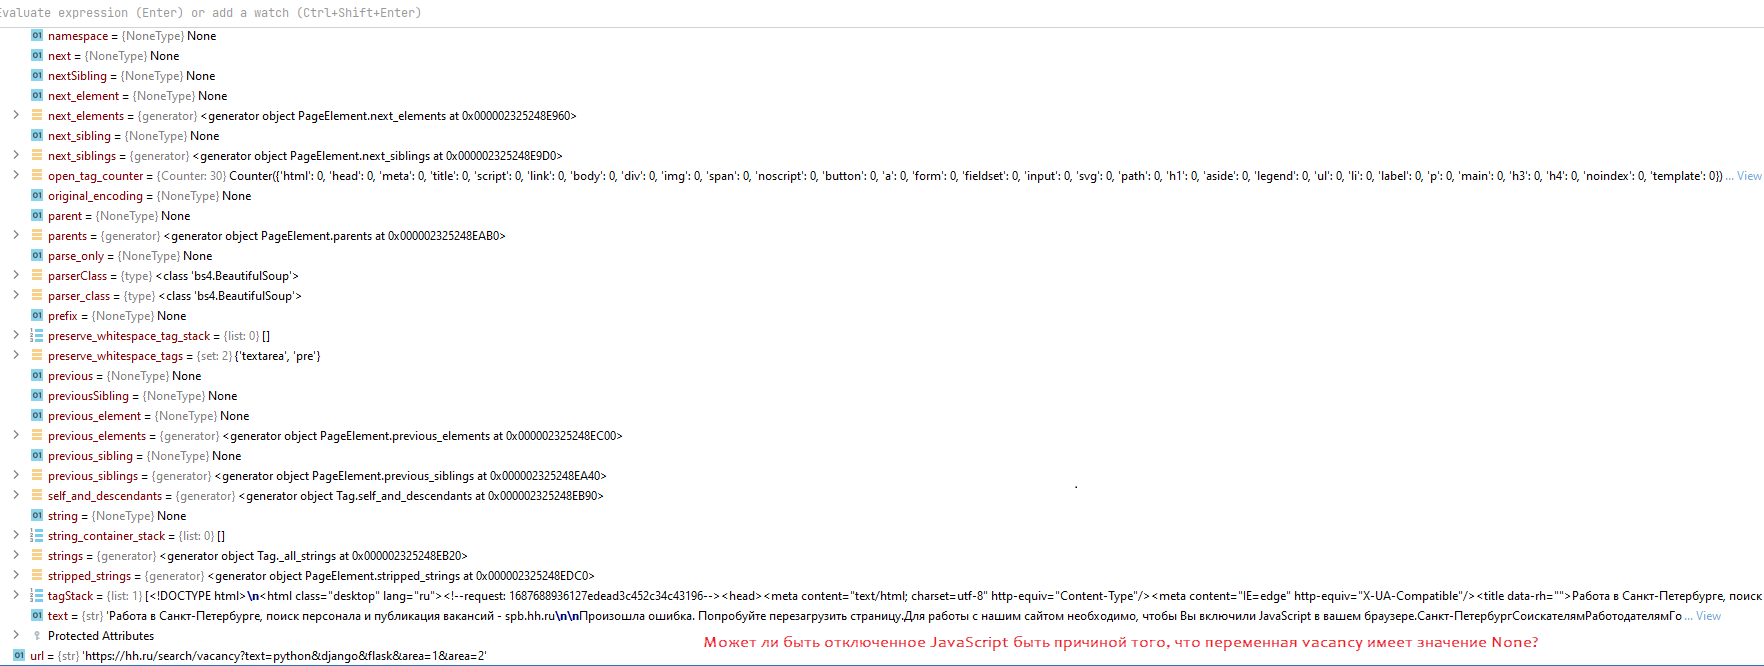 Evaluate expression (Enter) or add a watch (Ctrl+Shift+Enter)
01 namespace = {NoneType} None
01 next = {NoneType} None
01 nextSibling = {NoneType} None
01 next_element = {NoneType} None
next_elements = {generator} <generator object PageElement.next_elements at 0x000002325248E960>
01 next_sibling = {NoneType} None
next_siblings = {generator} <generator object PageElement.next_siblings at 0x000002325248E9D0>
open_tag_counter = {Counter: 30} Counter({'html': 0, 'head': 0, 'meta': 0, 'title': 0, 'script': 0, 'link': 0, 'body': 0, 'div': 0, 'img': 0, 'span': 0, 'noscript': 0, 'button': 0, 'a': 0, 'form': 0, 'fieldset': 0, 'input': 0, 'svg': 0, 'path': 0, 'h1': 0, 'aside': 0, 'legend': 0, 'ul': 0, 'li': 0, 'label': 0, 'p': 0, 'main': 0, 'h3': 0, 'h4': 0, 'noindex': 0, 'template': 0}) ... View
01 original_encoding = {NoneType} None
01 parent = {NoneType} None
parents = {generator} <generator object PageElement.parents at 0x000002325248EAB0>
01 parse_only = {NoneType} None
parserClass = {type} <class 'bs4.BeautifulSoup'>
parser_class = {type} <class 'bs4.BeautifulSoup'>
01 prefix = {NoneType} None
preserve_whitespace_tag_stack = {list: 0} []
preserve_whitespace_tags = {set: 2} {'textarea', 'pre'}
01 previous = {NoneType} None
01 previousSibling = {NoneType} None
01 previous_element = {NoneType} None
previous_elements = {generator} <generator object PageElement.previous_elements at 0x000002325248EC00>
01 previous_sibling = {NoneType} None
previous_siblings = {generator} <generator object PageElement.previous_siblings at 0x000002325248EA40>
self_and_descendants = {generator} <generator object Tag.self_and_descendants at 0x000002325248EB90>
01 string = {NoneType} None
string_container_stack = {list: 0} []
strings = {generator} <generator object Tag._all_strings at 0x000002325248EB20>
stripped_strings = {generator} <generator object PageElement.stripped_strings at 0x000002325248EDC0>
tagStack = {list: 1} [<!DOCTYPE html>\n<html class="desktop" lang="ru"><!--request: 1687688936127edead3c452c34c43196--><head><meta content="text/html; charset=utf-8" http-equiv="Content-Type"/><meta content="IE=edge" http-equiv="X-UA-Compatible"/><title data-rh="">Работа в Санкт-Петербурге, поиск
01 text = {str} 'Работа в Санкт-Петербурге, поиск персонала и публикация вакансий - spb.hh.ru\n\nПроизошла ошибка. Попробуйте перезагрузить страницу.Для работы с нашим сайтом необходимо, чтобы Вы включили JavaScript в вашем браузере.Санкт-ПетербургСоискателямРаботодателямГо ... View
Protected Attributes
Может ли быть отключенное JavaScript быть причиной того, что переменная vacancy имеет значение None?
01 url = {str} 'https://hh.ru/search/vacancy?text=python&django&flask&area=1&area=2'